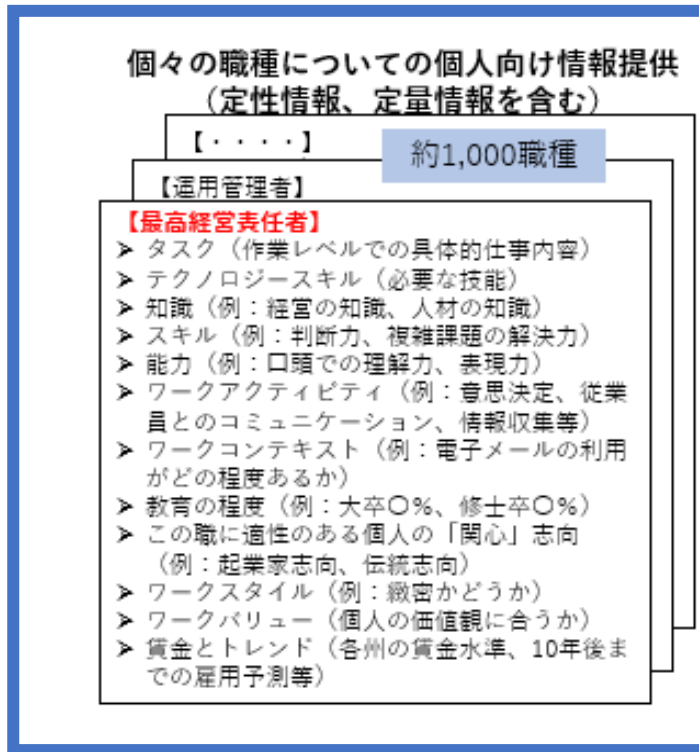 個々の職種についての個人向け情報提供
（定性情報、定量情報を含む）
【・・・・】
約1,000職種
【運用管理者】
【最高経営責任者】
➤ タスク（作業レベルでの具体的仕事内容）
➤ テクノロジースキル（必要な技能）
➤ 知識（例：経営の知識、人材の知識）
➤ スキル（例：判断力、複雑課題の解決力）
➤ 能力（例：口頭での理解力、表現力）
➤ ワークアクティビティ（例：意思決定、従業
員とのコミュニケーション、情報収集等）
➤ ワークコンテキスト（例：電子メールの利用
がどの程度あるか）
➤ 教育の程度（例：大卒〇％、修士卒〇％）
➤ この職に適性のある個人の「関心」志向
（例：起業家志向、伝統志向）
➤ ワークスタイル（例：緻密かどうか）
➤ ワークバリュー（個人の価値観に合うか）
➤ 賃金とトレンド（各州の賃金水準、10年後ま
での雇用予測等）